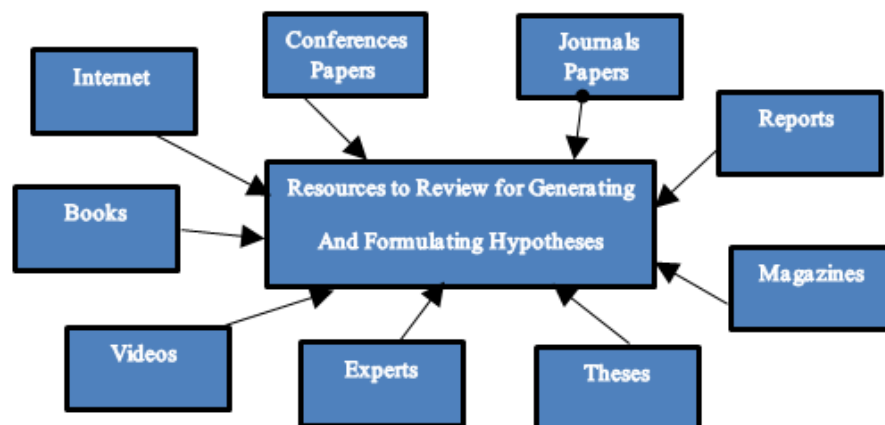 Conferences
Papers
Journals
Papers
Internet
Reports
Resources to Review for Generating
And Formulating Hypotheses
Books
Magazines
Videos
Experts
Theses